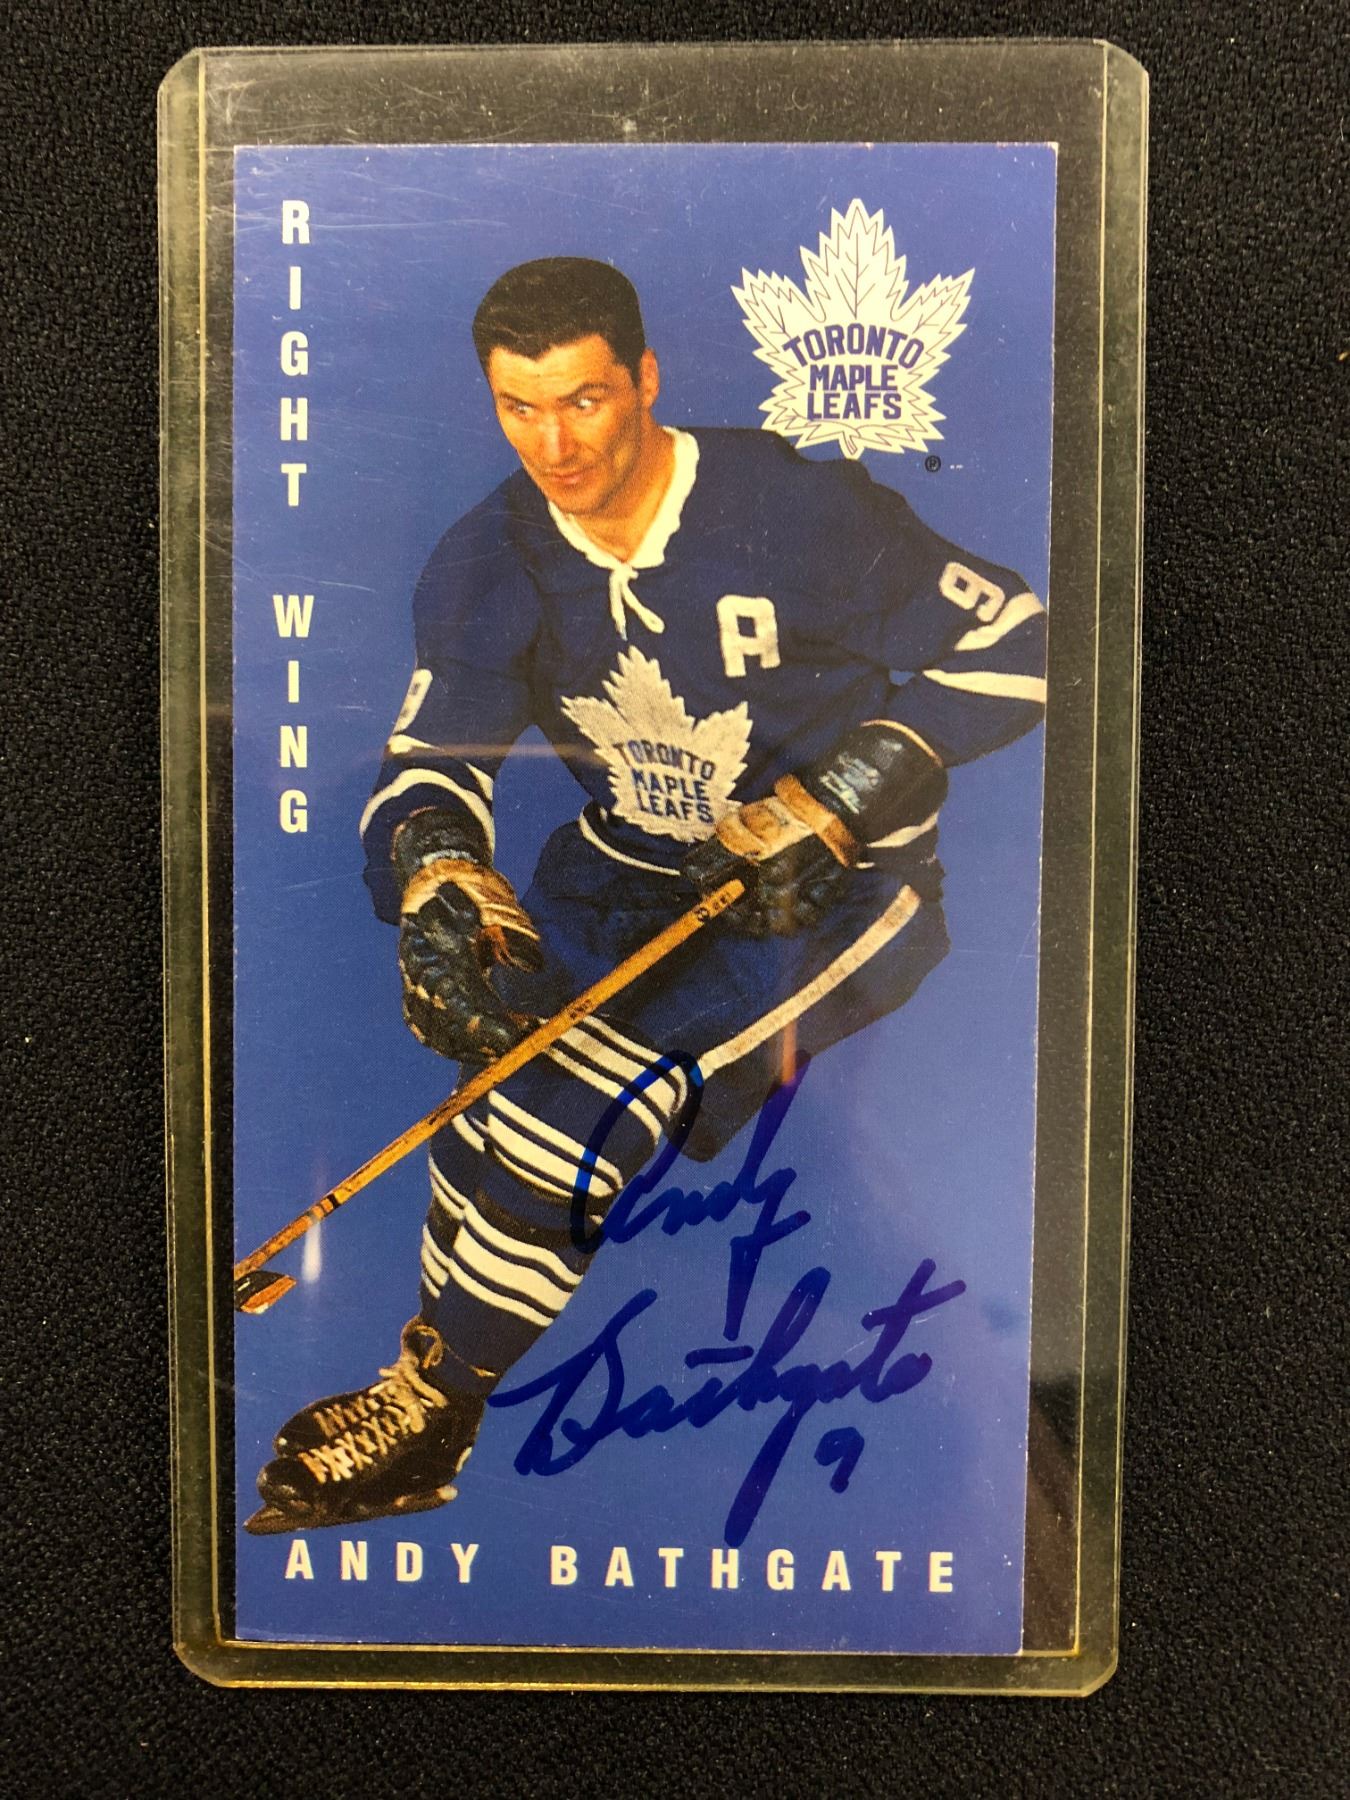 RIGHT WING
TORONTO
MAPLE
LEAFS
®
9
A
TORONTO
MAPLE
LEAFS
Andy
Bathgate
9
ANDY BATHGATE